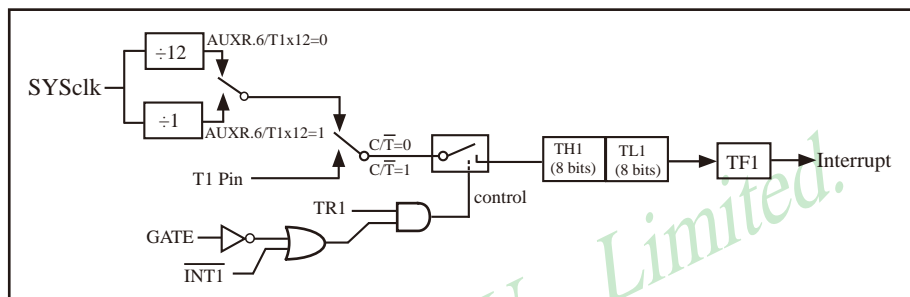 ÷12
AUXR.6/T1x12=0
SYSclk
÷1
AUXR.6/T1x12=1
C/T̅=0
C/T̅=1
T1 Pin
TH1
(8 bits)
TL1
(8 bits)
TF1
Interrupt
control
TR1
GATE
I̅N̅T̅1̅
Limited.